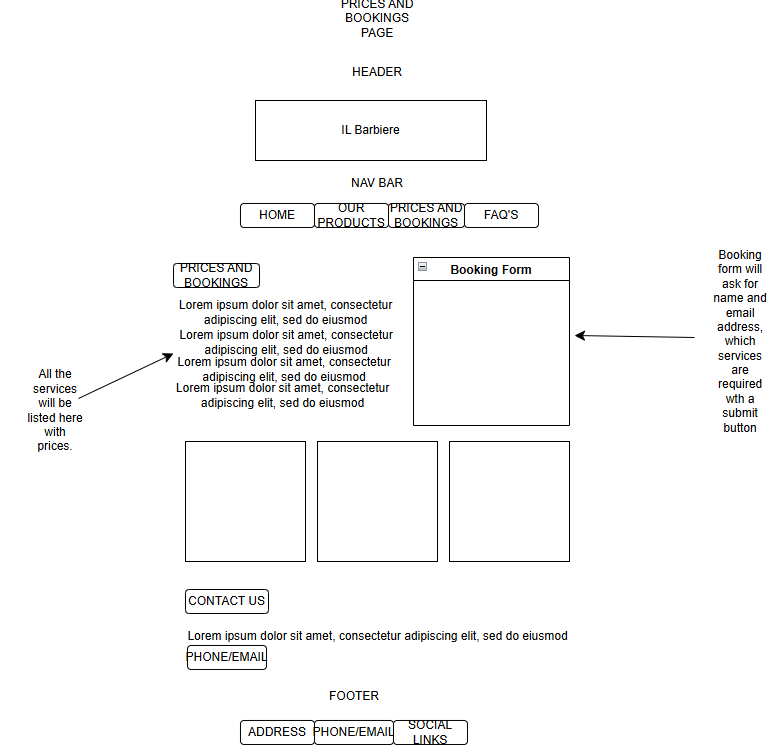 PRICES AND
BOOKINGS
PAGE
HEADER
IL Barbiere
NAV BAR
HOME
OUR
PRODUCTS
PRICES AND
BOOKINGS
FAQ'S
PRICES AND
BOOKINGS
Lorem ipsum dolor sit amet, consectetur
adipiscing elit, sed do eiusmod
Lorem ipsum dolor sit amet, consectetur
adipiscing elit, sed do eiusmod
Lorem ipsum dolor sit amet, consectetur
adipiscing elit, sed do eiusmod
Lorem ipsum dolor sit amet, consectetur
adipiscing elit, sed do eiusmod
All the
services
will be
listed here
with
prices.
Booking Form
Booking
form will
ask for
name and
email
address,
which
services
are
required
wth a
submit
button
CONTACT US
Lorem ipsum dolor sit amet, consectetur adipiscing elit, sed do eiusmod
PHONE/EMAIL
FOOTER
ADDRESS
PHONE/EMAIL
SOCIAL
LINKS